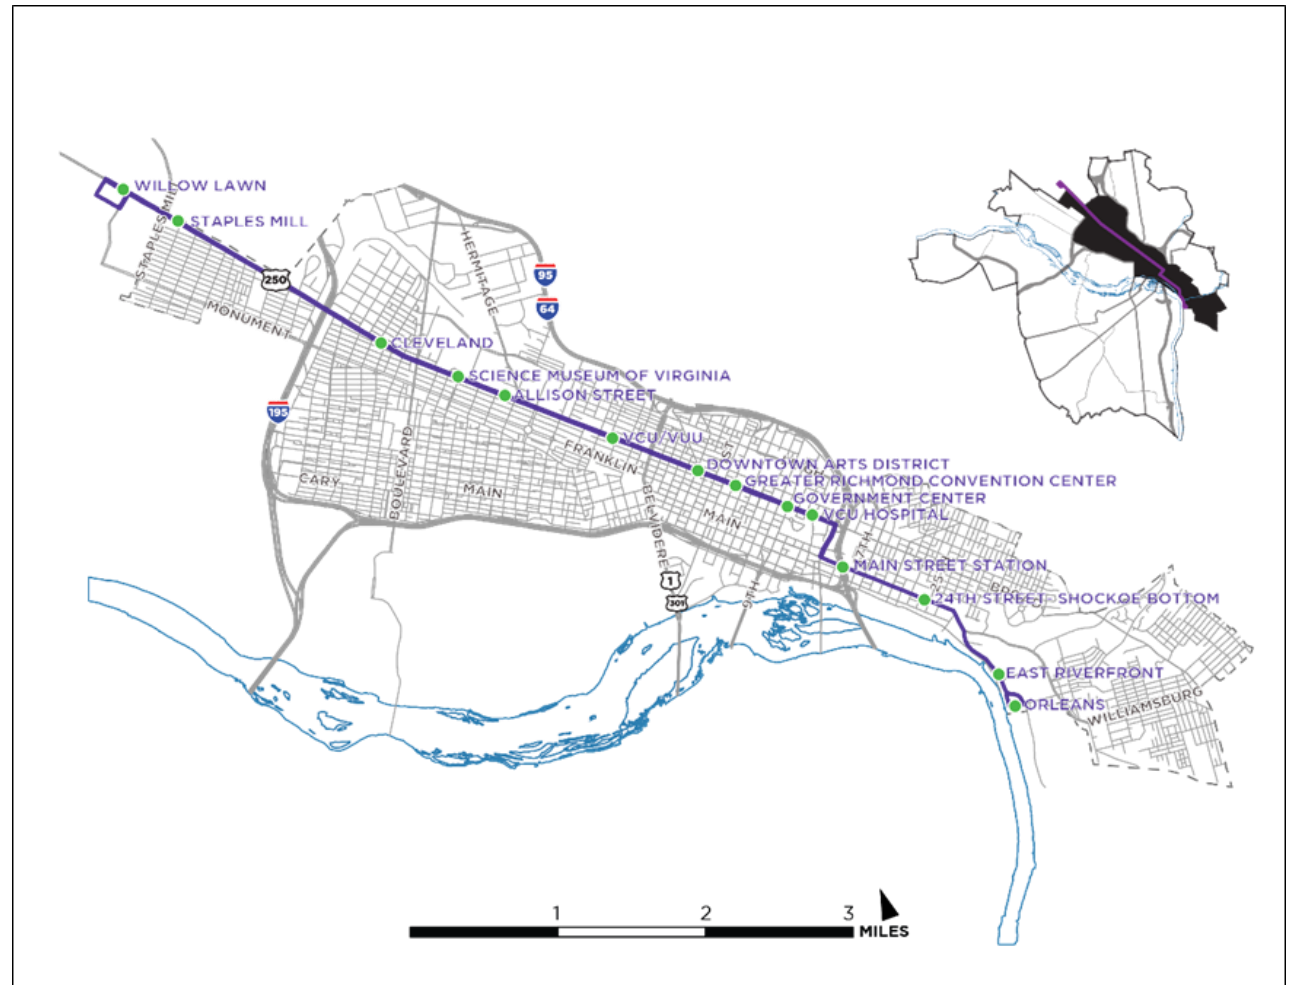 WILLOW LAWN
STAPLES MILL
STAPLES MILL
250
MONUMENT
HERMITAGE
95
64
CLEVELAND
SCIENCE MUSEUM OF VIRGINIA
ALLISON STREET
195
BOULEVARD
VCU/VUU
FRANKLIN
DOWNTOWN ARTS DISTRICT
GREATER RICHMOND CONVENTION CENTER
GOVERNMENT CENTER
VCU HOSPITAL
CARY
MAIN
BELVIDERE
MAIN
MAIN STREET STATION
17TH
1
301
9TH
24TH STREET- SHOCKOE BOTTOM
EAST RIVERFRONT
ORLEANS
WILLIAMSBURG
1 2 3
MILES